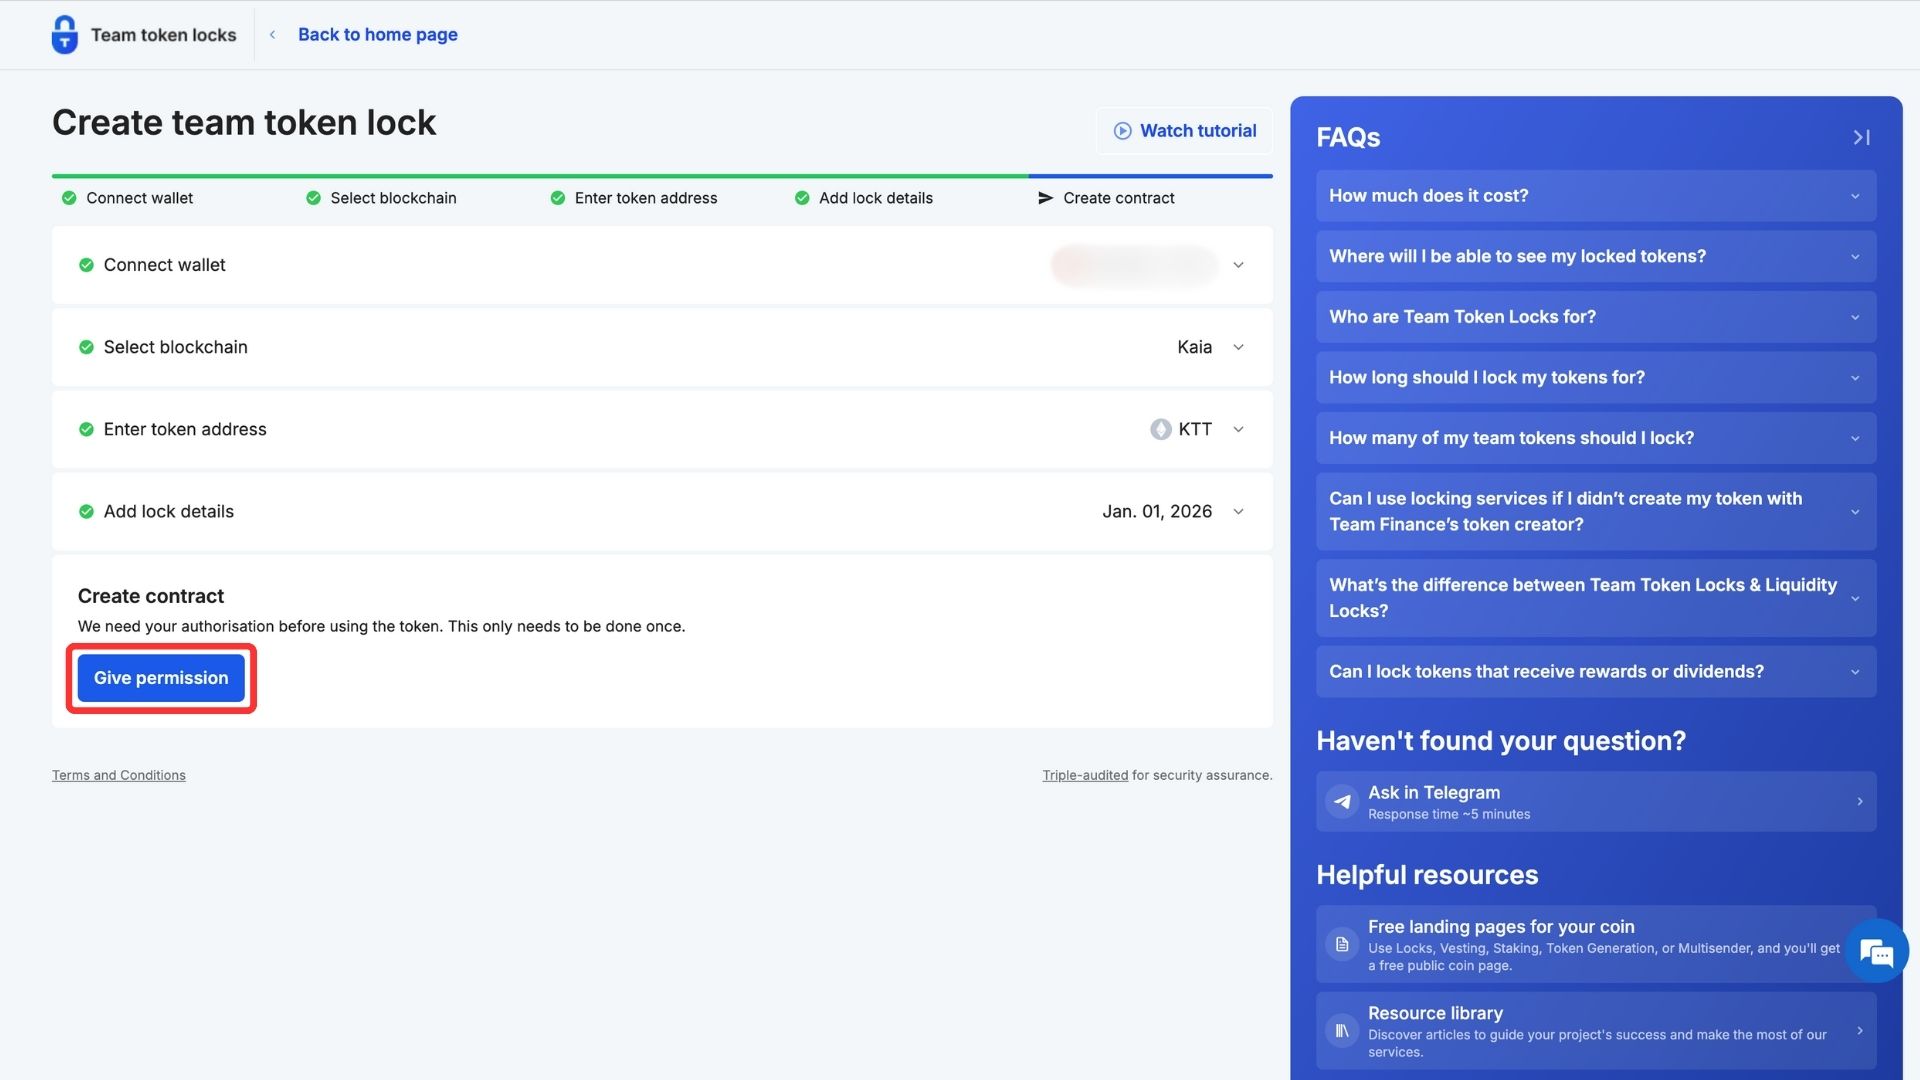 Team token locks
Back to home page
Create team token lock
Watch tutorial
Connect wallet
Select blockchain
Enter token address
Add lock details
Create contract
Connect wallet
Select blockchain
Kaia
Enter token address
KTT
Add lock details
Jan. 01, 2026
Create contract
We need your authorisation before using the token. This only needs to be done once.
Give permission
Terms and Conditions
Triple-audited for security assurance.
FAQs
How much does it cost?
Where will I be able to see my locked tokens?
Who are Team Token Locks for?
How long should I lock my tokens for?
How many of my team tokens should I lock?
Can I use locking services if I didn’t create my token with
Team Finance’s token creator?
What’s the difference between Team Token Locks & Liquidity
Locks?
Can I lock tokens that receive rewards or dividends?
Haven't found your question?
Ask in Telegram
Response time ~5 minutes
Helpful resources
Free landing pages for your coin
Use Locks, Vesting, Staking, Token Generation, or Multisender, and you'll get
a free public coin page.
Resource library
Discover articles to guide your project's success and make the most of our
services.